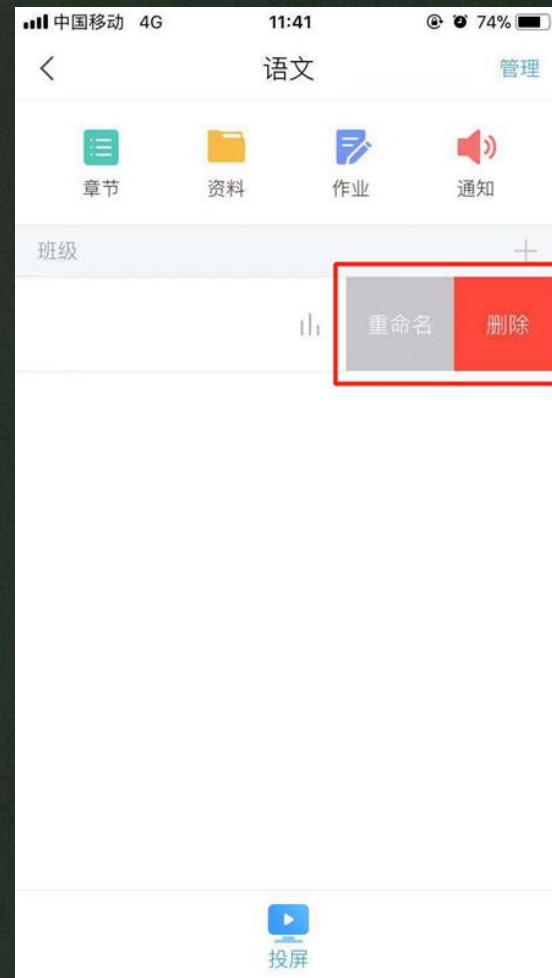 中国移动 4G 11:41 74%
语文 管理
章节 资料 作业 通知
班级
重命名 删除
投屏